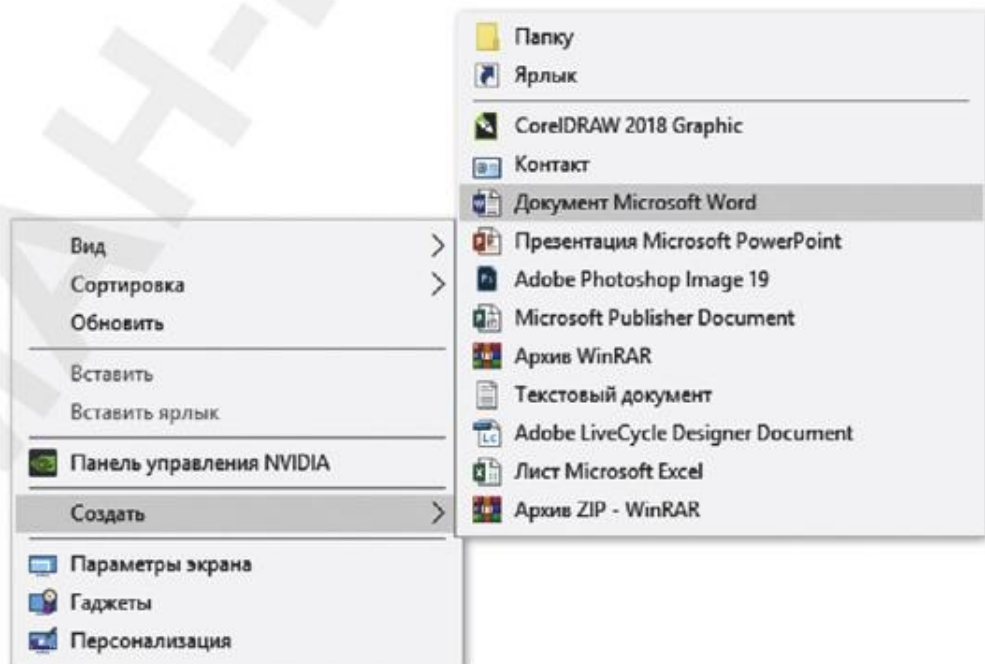 Папку
Ярлык
CorelDRAW 2018 Graphic
Контакт
Документ Microsoft Word
Презентация Microsoft PowerPoint
Adobe Photoshop Image 19
Microsoft Publisher Document
Архив WinRAR
Текстовый документ
Adobe LiveCycle Designer Document
Лист Microsoft Excel
Архив ZIP - WinRAR
Вид
Сортировка
Обновить
Вставить
Вставить ярлык
Панель управления NVIDIA
Создать
Параметры экрана
Гаджеты
Персонализация